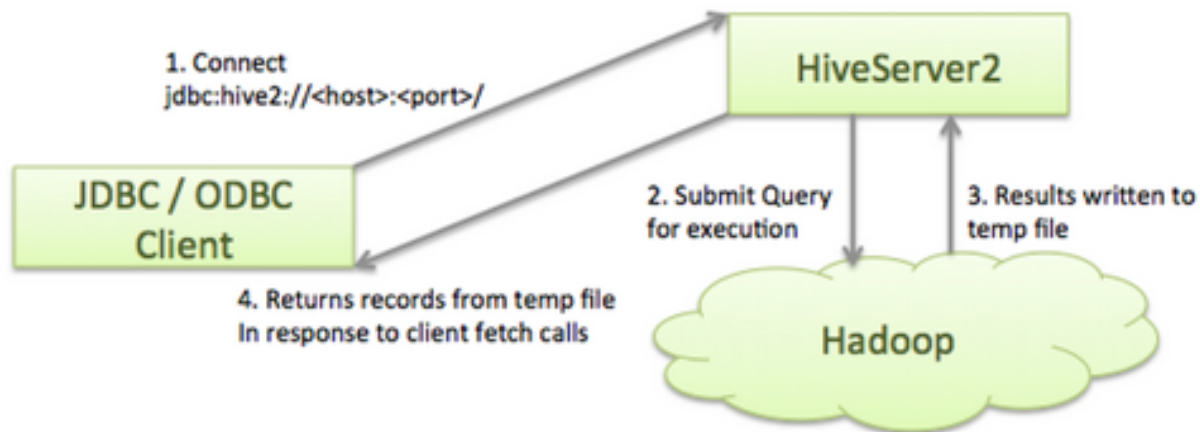 1. Connect
jdbc:hive2://<host>:<port>/
HiveServer2
JDBC / ODBC
Client
2. Submit Query
for execution
3. Results written to
temp file
4. Returns records from temp file
In response to client fetch calls
Hadoop